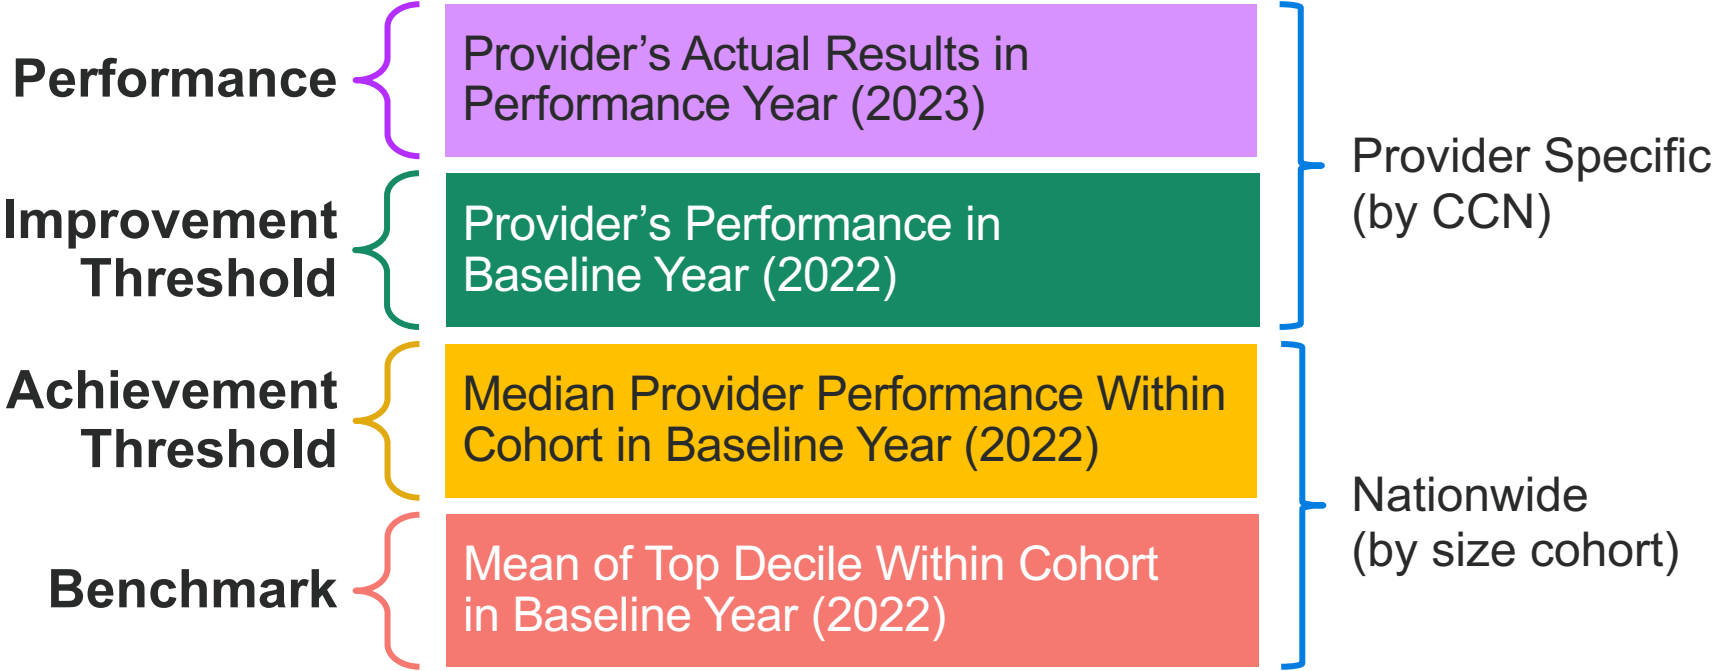 Performance
Provider’s Actual Results in
Performance Year (2023)
Improvement
Threshold
Provider’s Performance in
Baseline Year (2022)
Provider Specific
(by CCN)
Achievement
Threshold
Median Provider Performance Within
Cohort in Baseline Year (2022)
Benchmark
Mean of Top Decile Within Cohort
in Baseline Year (2022)
Nationwide
(by size cohort)